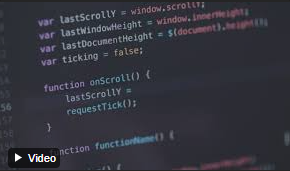 var lastScrollY = window.scrollY;
var lastWindowHeight = window.innerHeight;
var lastDocumentHeight = $(document).height();
var ticking = false;
function onScroll() {
lastScrollY =
requestTick();
56
}
function functionName() {
Video